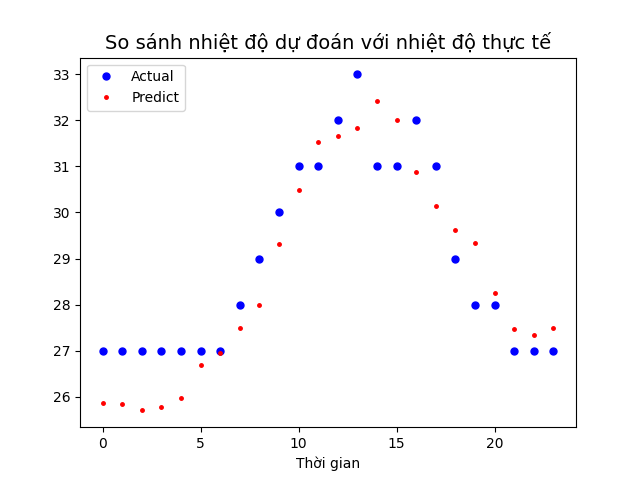 So sánh nhiệt độ dự đoán với nhiệt độ thực tế
Actual
Predict
33
32
31
30
29
28
27
26
0 5 10 15 20
Thời gian